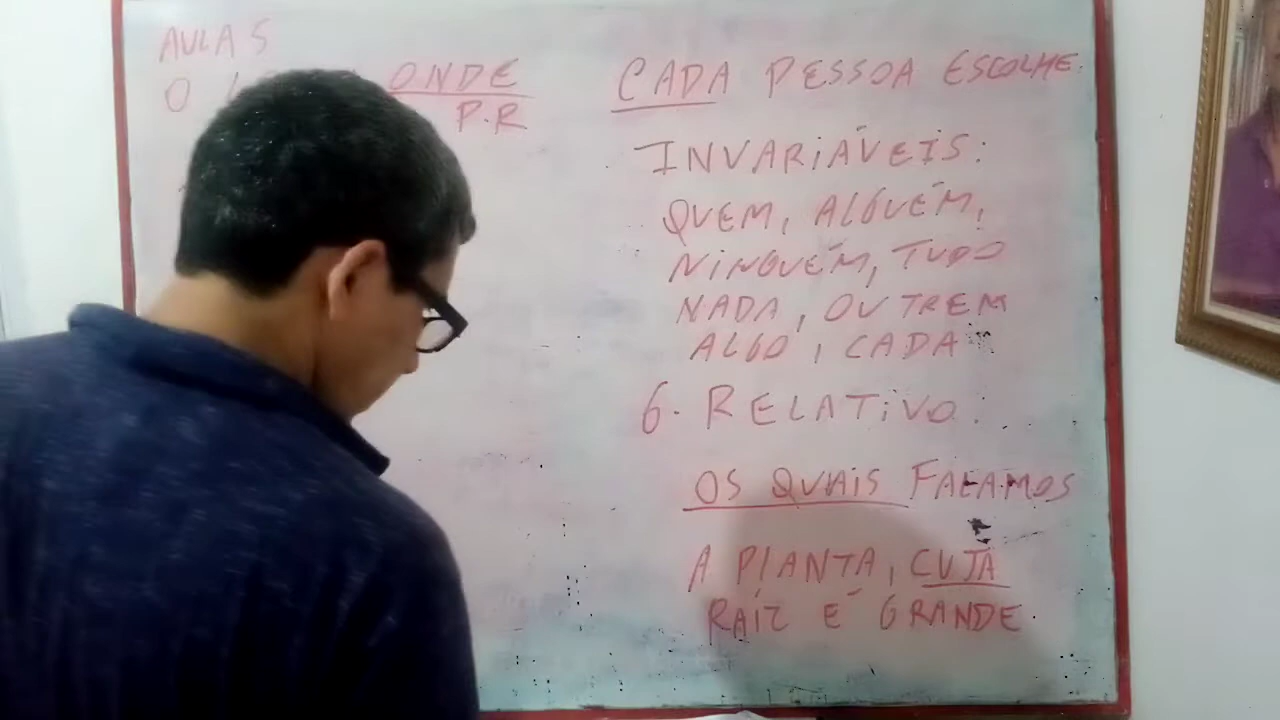 AULA 5
O ONDE
P.R
CADA PESSOA ESCOLHE.
INVARIÁVEIS:
QUEM, ALGUÉM,
NINGUÉM, TUDO
NADA, OUTREM
ALGO, CADA
6. RELATIVO:
OS QUAIS FALAMOS
A PLANTA, CUJA
RAÍZ É GRANDE.